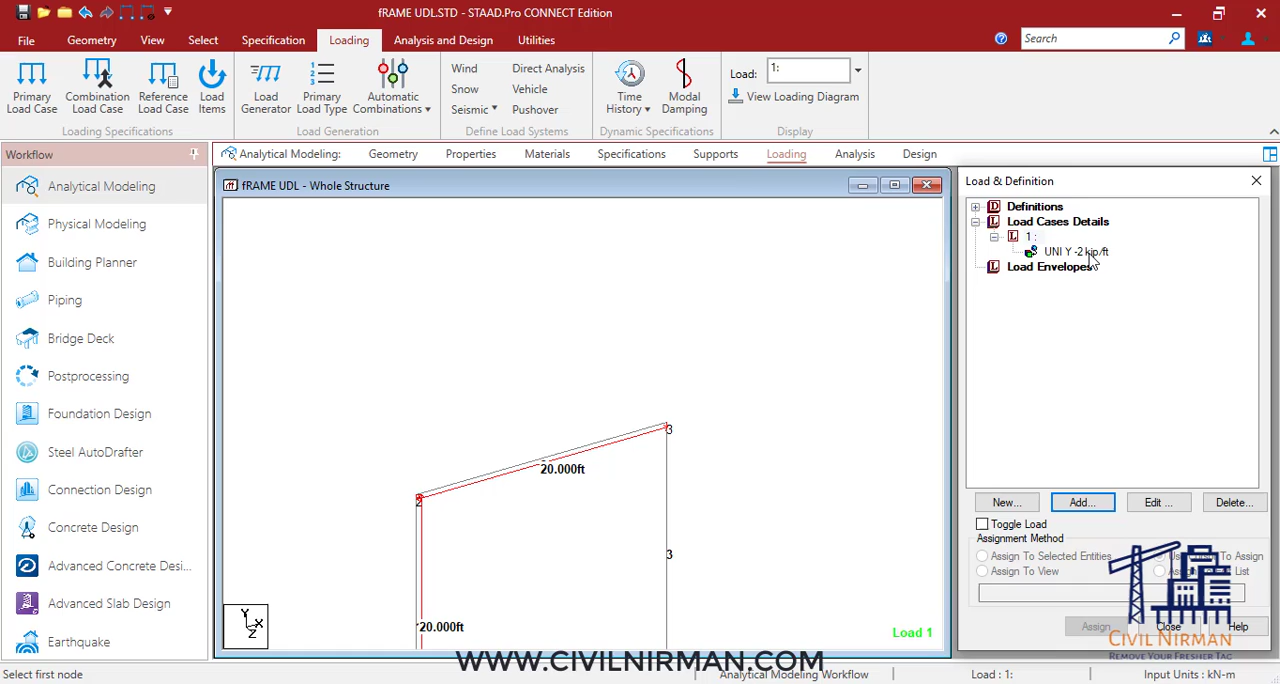 fRAME UDL.STD - STAAD.Pro CONNECT Edition
File Geometry View Select Specification Loading Analysis and Design Utilities Search
Primary Load Case
Combination Load Case
Reference Load Case
Load Items
Load Generator
Primary Load Type
Automatic Combinations
Wind
Snow
Seismic
Direct Analysis
Vehicle
Pushover
Time History
Modal Damping
Load: 1:
View Loading Diagram
Loading Specifications Load Generation Define Load Systems Dynamic Specifications Display
Workflow
Analytical Modeling: Geometry Properties Materials Specifications Supports Loading Analysis Design
Analytical Modeling
Physical Modeling
Building Planner
Piping
Bridge Deck
Postprocessing
Foundation Design
Steel AutoDrafter
Connection Design
Concrete Design
Advanced Concrete Desi...
Advanced Slab Design
Earthquake
fRAME UDL - Whole Structure
3
20.000ft
2
3
20.000ft
Y
X
Z
Load 1
Load & Definition
Definitions
Load Cases Details
1 :
UNI Y -2 kip/ft
Load Envelopes
New... Add... Edit ... Delete...
Toggle Load
Assignment Method
Assign To Selected Entities
Assign To View
Assign Close Help
CIVIL NIRMAN
REMOVE YOUR FRESHER TAC
WWW.CIVILNIRMAN.COM
Select first node Analytical Modeling Workflow Load : 1: Input Units : kN-m